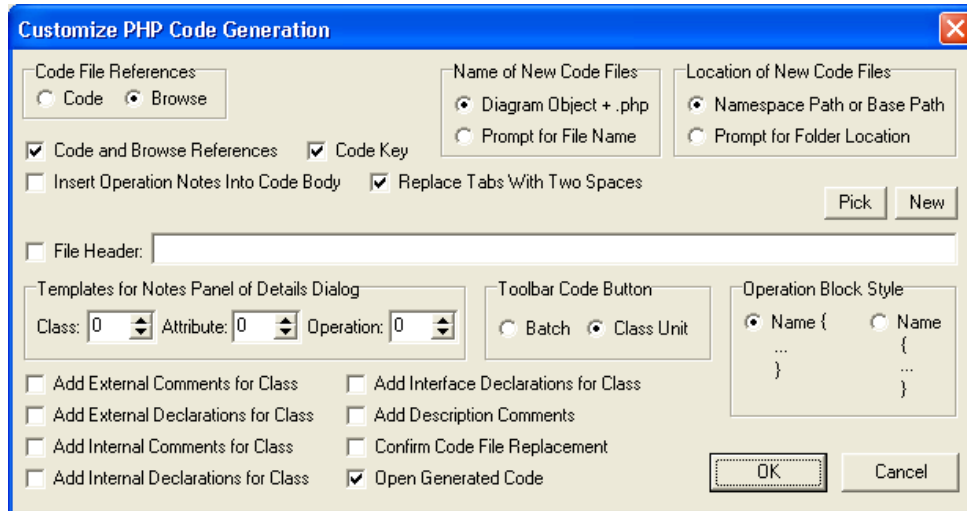 Customize PHP Code Generation
Code File References
Code Browse
Name of New Code Files
Diagram Object + .php
Prompt for File Name
Location of New Code Files
Namespace Path or Base Path
Prompt for Folder Location
Code and Browse References Code Key
Insert Operation Notes Into Code Body Replace Tabs With Two Spaces
Pick New
File Header:
Templates for Notes Panel of Details Dialog
Class: 0 Attribute: 0 Operation: 0
Toolbar Code Button
Batch Class Unit
Operation Block Style
Name { Name
... {
} ...
}
Add External Comments for Class Add Interface Declarations for Class
Add External Declarations for Class Add Description Comments
Add Internal Comments for Class Confirm Code File Replacement
Add Internal Declarations for Class Open Generated Code
OK Cancel